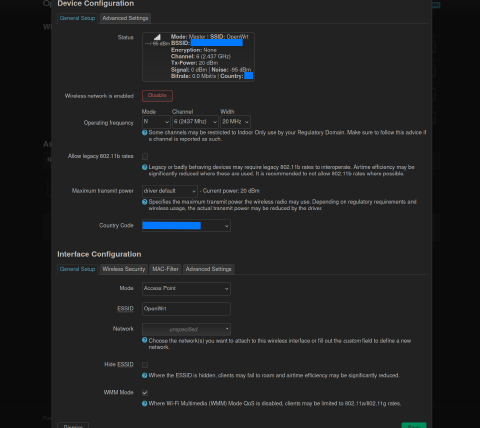 Device Configuration
General Setup Advanced Settings
Status
Mode: Master | SSID: OpenWrt
BSSID:
Encryption: None
Channel: 6 (2.437 GHz)
Tx-Power: 20 dBm
Signal: 0 dBm | Noise: -95 dBm
Bitrate: 0.0 Mbit/s | Country:
--/-95 dBm
Wireless network is enabled Disable
Mode Channel Width
Operating frequency N 6 (2437 Mhz) 20 MHz
Some channels may be restricted to Indoor Only use by your Regulatory Domain. Make sure to follow this advice if
a channel is reported as such.
Allow legacy 802.11b rates
Legacy or badly behaving devices may require legacy 802.11b rates to interoperate. Airtime efficiency may be
significantly reduced where these are used. It is recommended to not allow 802.11b rates where possible.
Maximum transmit power driver default - Current power: 20 dBm
Specifies the maximum transmit power the wireless radio may use. Depending on regulatory requirements and
wireless usage, the actual transmit power may be reduced by the driver.
Country Code
Interface Configuration
General Setup Wireless Security MAC-Filter Advanced Settings
Mode Access Point
ESSID OpenWrt
Network unspecified
Choose the network(s) you want to attach to this wireless interface or fill out the custom field to define a new
network.
Hide ESSID
Where the ESSID is hidden, clients may fail to roam and airtime efficiency may be significantly reduced.
WMM Mode
Where Wi-Fi Multimedia (WMM) Mode QoS is disabled, clients may be limited to 802.11a/802.11g rates.